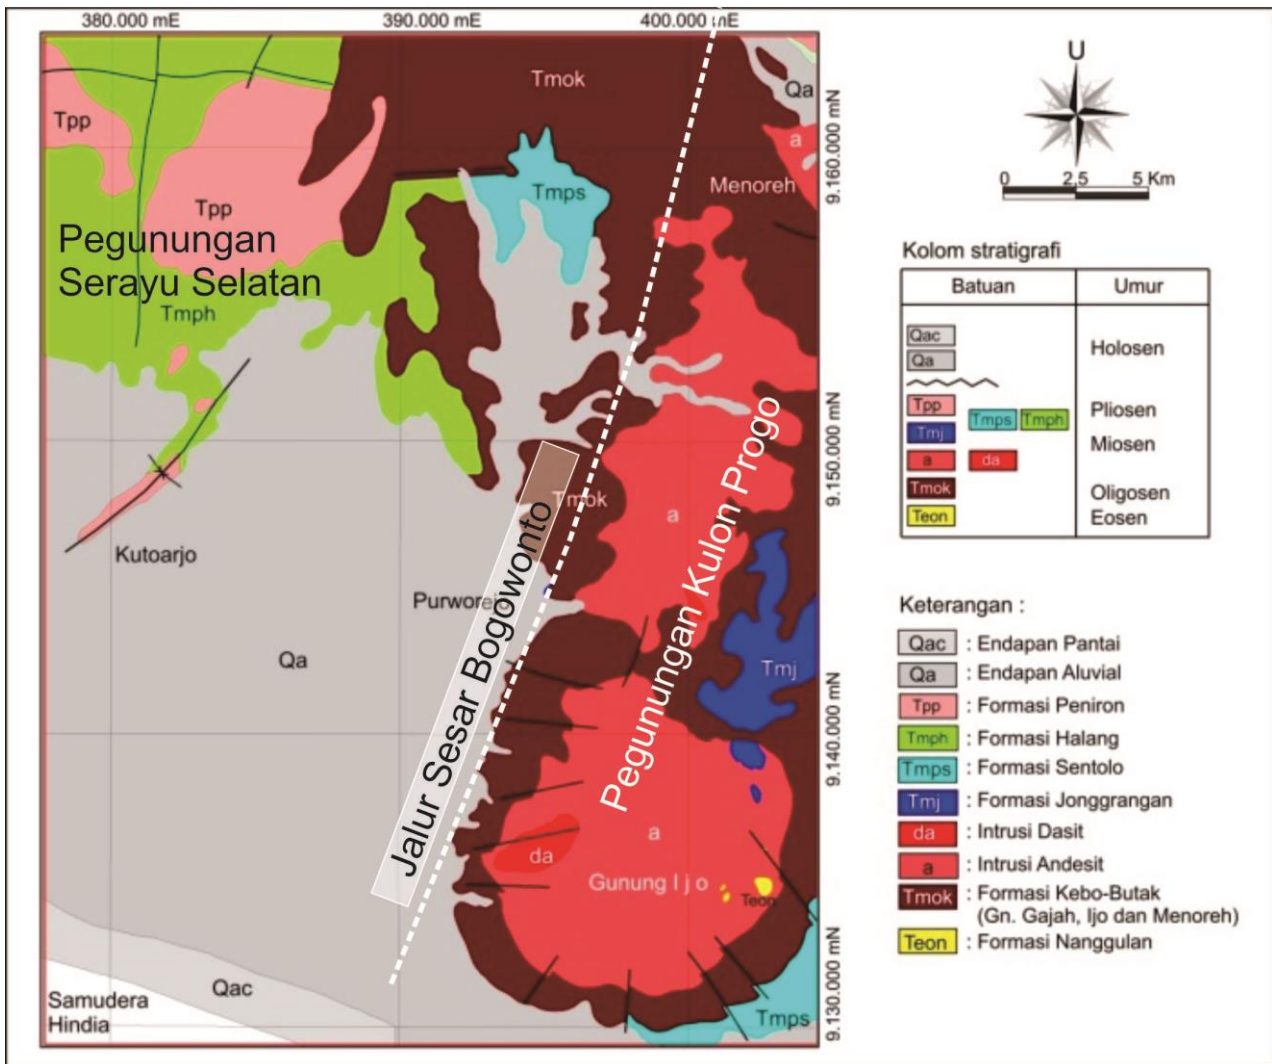 380.000 mE
390.000 mE
400.000 mE
Tmok
Qa
a
Tpp
Menoreh
Tmps
Tpp
Pegunungan
Serayu Selatan
Tmph
9.160.000 mN
Tmok
a
9.150.000 mN
Kutoarjo
Purworejo
Qa
Jalur Sesar Bogowonto
Pegunungan Kulon Progo
Tmj
9.140.000 mN
a
da
Gunung Ijo
Teon
Qac
Samudera
Hindia
Tmps
9.130.000 mN
U
0 2,5 5 Km
Kolom stratigrafi
Batuan Umur
Qac
Qa
Holosen
Tpp Tmps Tmph Pliosen
Tmj Miosen
a da
Tmok Oligosen
Teon Eosen
Keterangan :
Qac : Endapan Pantai
Qa : Endapan Aluvial
Tpp : Formasi Peniron
Tmph : Formasi Halang
Tmps : Formasi Sentolo
Tmj : Formasi Jonggrangan
da : Intrusi Dasit
a : Intrusi Andesit
Tmok : Formasi Kebo-Butak
(Gn. Gajah, Ijo dan Menoreh)
Teon : Formasi Nanggulan